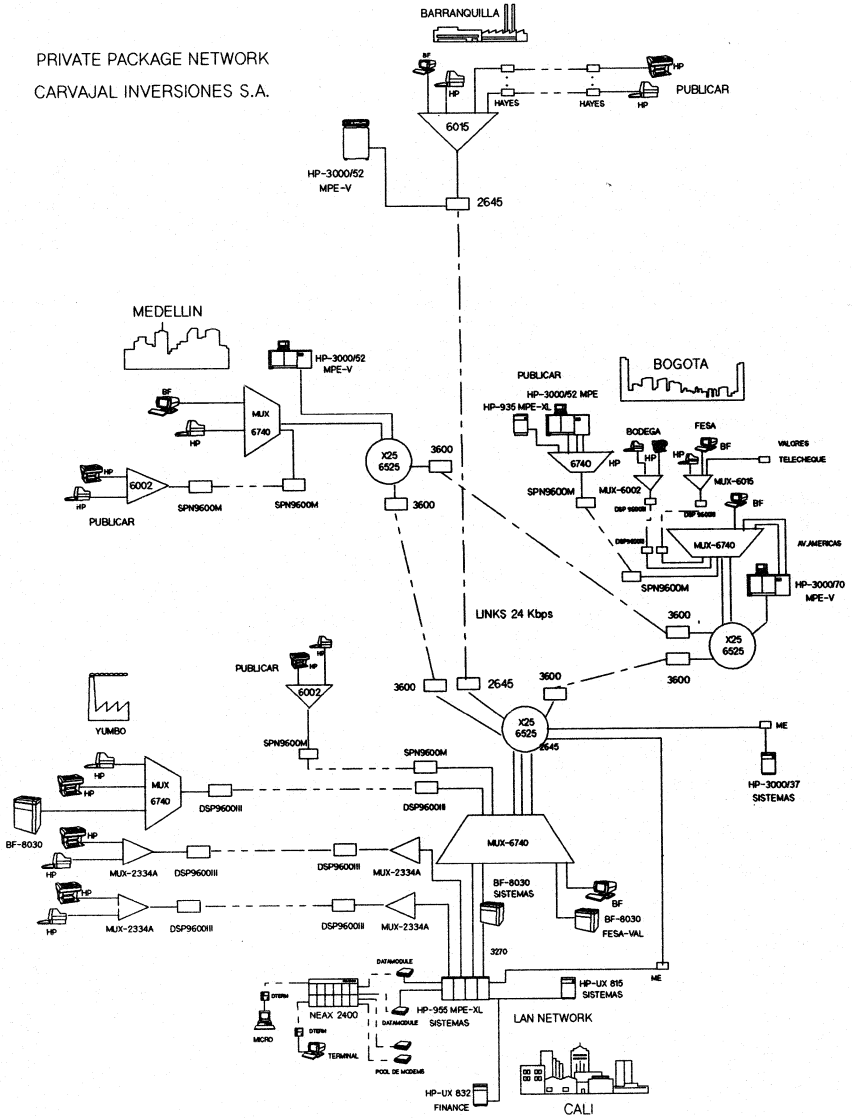 PRIVATE PACKAGE NETWORK
CARVAJAL INVERSIONES S.A.
BARRANQUILLA
BF
HP
HP
HAYES
HAYES
HP
PUBLICAR
6015
HP-3000/52
MPE-V
2645
MEDELLIN
HP-3000/52
MPE-V
BF
HP
MUX
6740
HP
HP
6002
PUBLICAR
SPN9600M
SPN9600M
X25
6525
3600
3600
BOGOTA
PUBLICAR
HP-3000/52 MPE
HP-935 MPE-XL
6740
HP
SPN9600M
BODEGA
HP
HP
MUX-6002
FESA
BF
HP
MUX-6015
VALORES
TELECHEQUE
BF
MUX-6740
AV.AMERICAS
SPN9600M
HP-3000/70
MPE-V
3600
X25
6525
3600
LINKS 24 Kbps
PUBLICAR
HP
HP
6002
3600
2645
3600
X25
6525
2645
ME
HP-3000/37
SISTEMAS
YUMBO
SPN9600M
SPN9600M
HP
HP
MUX
6740
DSP9600III
DSP9600III
BF-8030
MUX-6740
HP
HP
MUX-2334A
DSP9600III
DSP9600III
MUX-2334A
BF-8030
SISTEMAS
BF
BF-8030
FESA-VAL
HP
HP
MUX-2334A
DSP9600III
DSP9600III
MUX-2334A
3270
ME
DATAMODULE
DTERM
MICRO
NEAX 2400
DATAMODULE
HP-955 MPE-XL
SISTEMAS
HP-UX 815
SISTEMAS
LAN NETWORK
DTERM
TERMINAL
POOL DE MODEMS
HP-UX 832
FINANCE
CALI